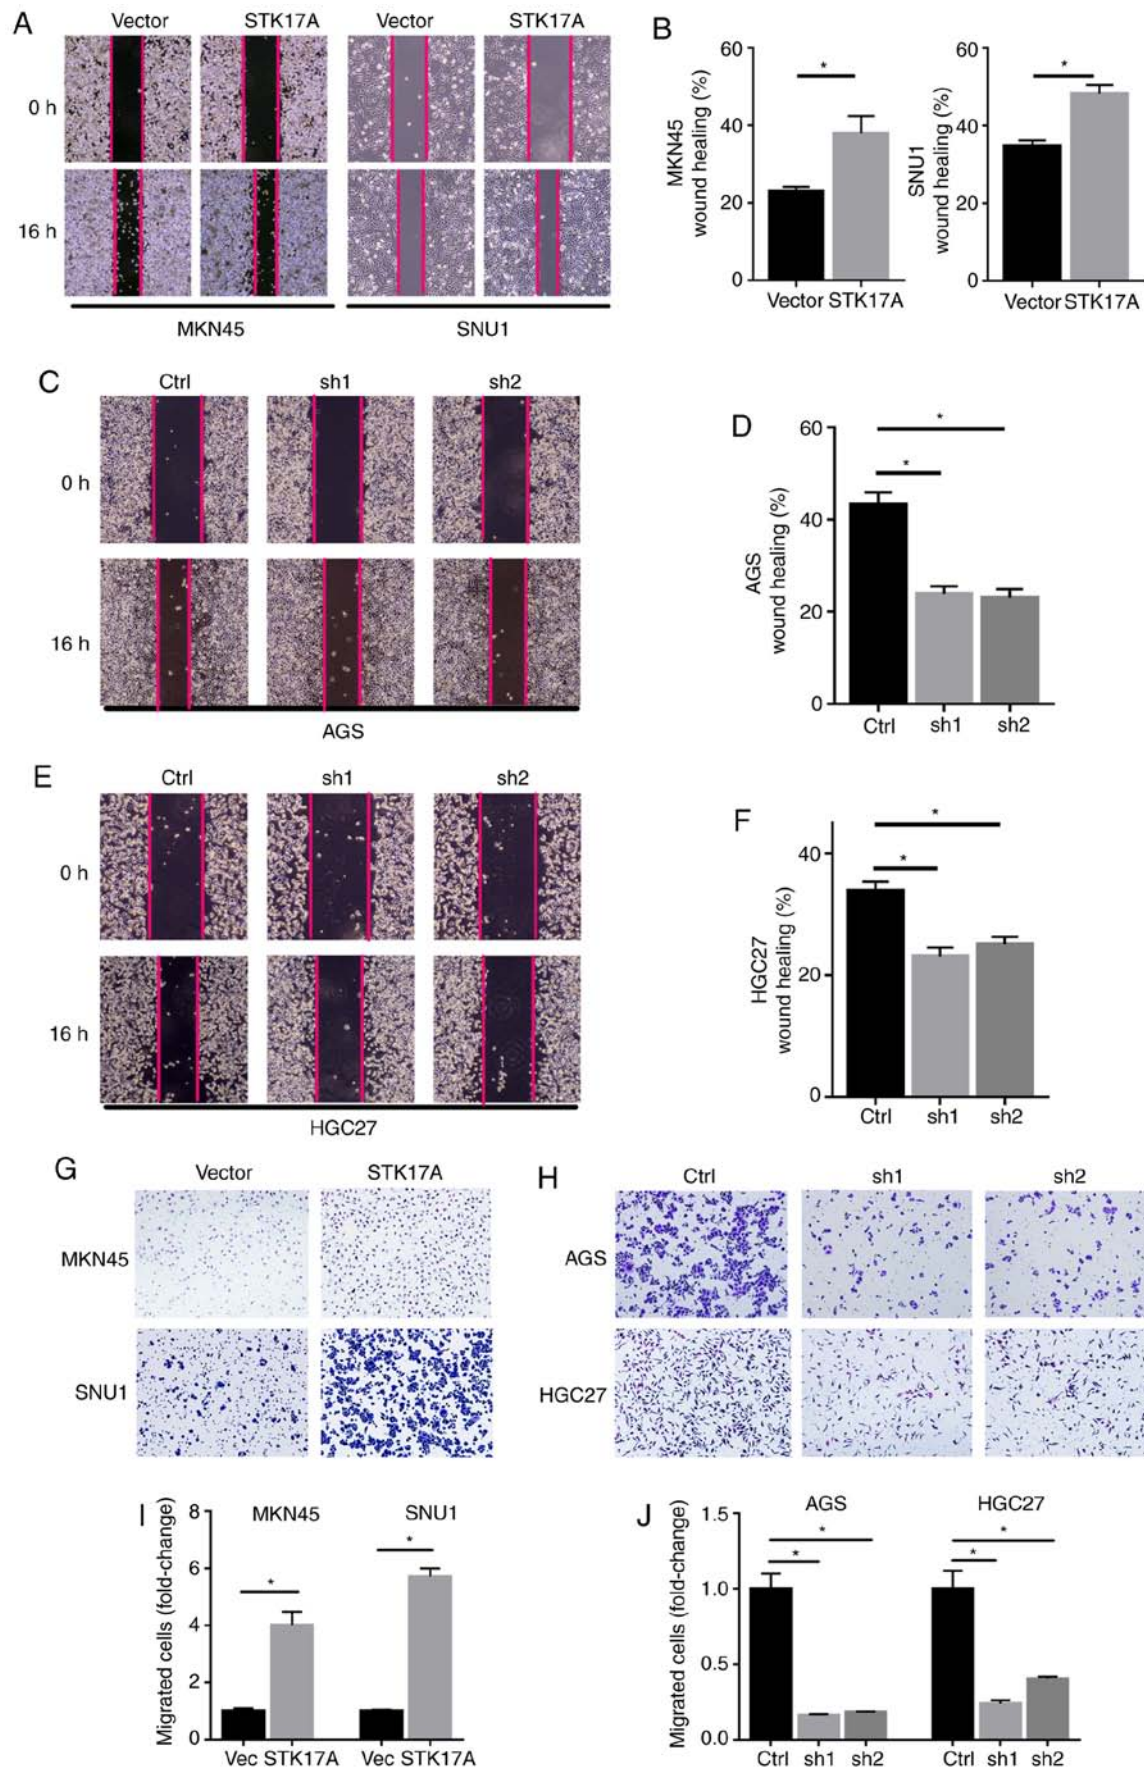 A
Vector STK17A Vector STK17A
0 h
16 h
MKN45 SNU1
B
MKN45
wound healing (%)
60
40
20
0
*
Vector STK17A
SNU1
wound healing (%)
60
40
20
0
*
Vector STK17A
C
Ctrl sh1 sh2
0 h
16 h
AGS
D
AGS
wound healing (%)
60
40
20
0
*
*
Ctrl sh1 sh2
E
Ctrl sh1 sh2
0 h
16 h
HGC27
F
HGC27
wound healing (%)
40
20
0
*
*
Ctrl sh1 sh2
G
Vector STK17A
MKN45
SNU1
H
Ctrl sh1 sh2
AGS
HGC27
I
Migrated cells (fold-change)
8
6
4
2
0
MKN45 SNU1
*
*
Vec STK17A Vec STK17A
J
Migrated cells (fold-change)
1.5
1.0
0.5
0.0
AGS HGC27
*
*
*
*
Ctrl sh1 sh2 Ctrl sh1 sh2